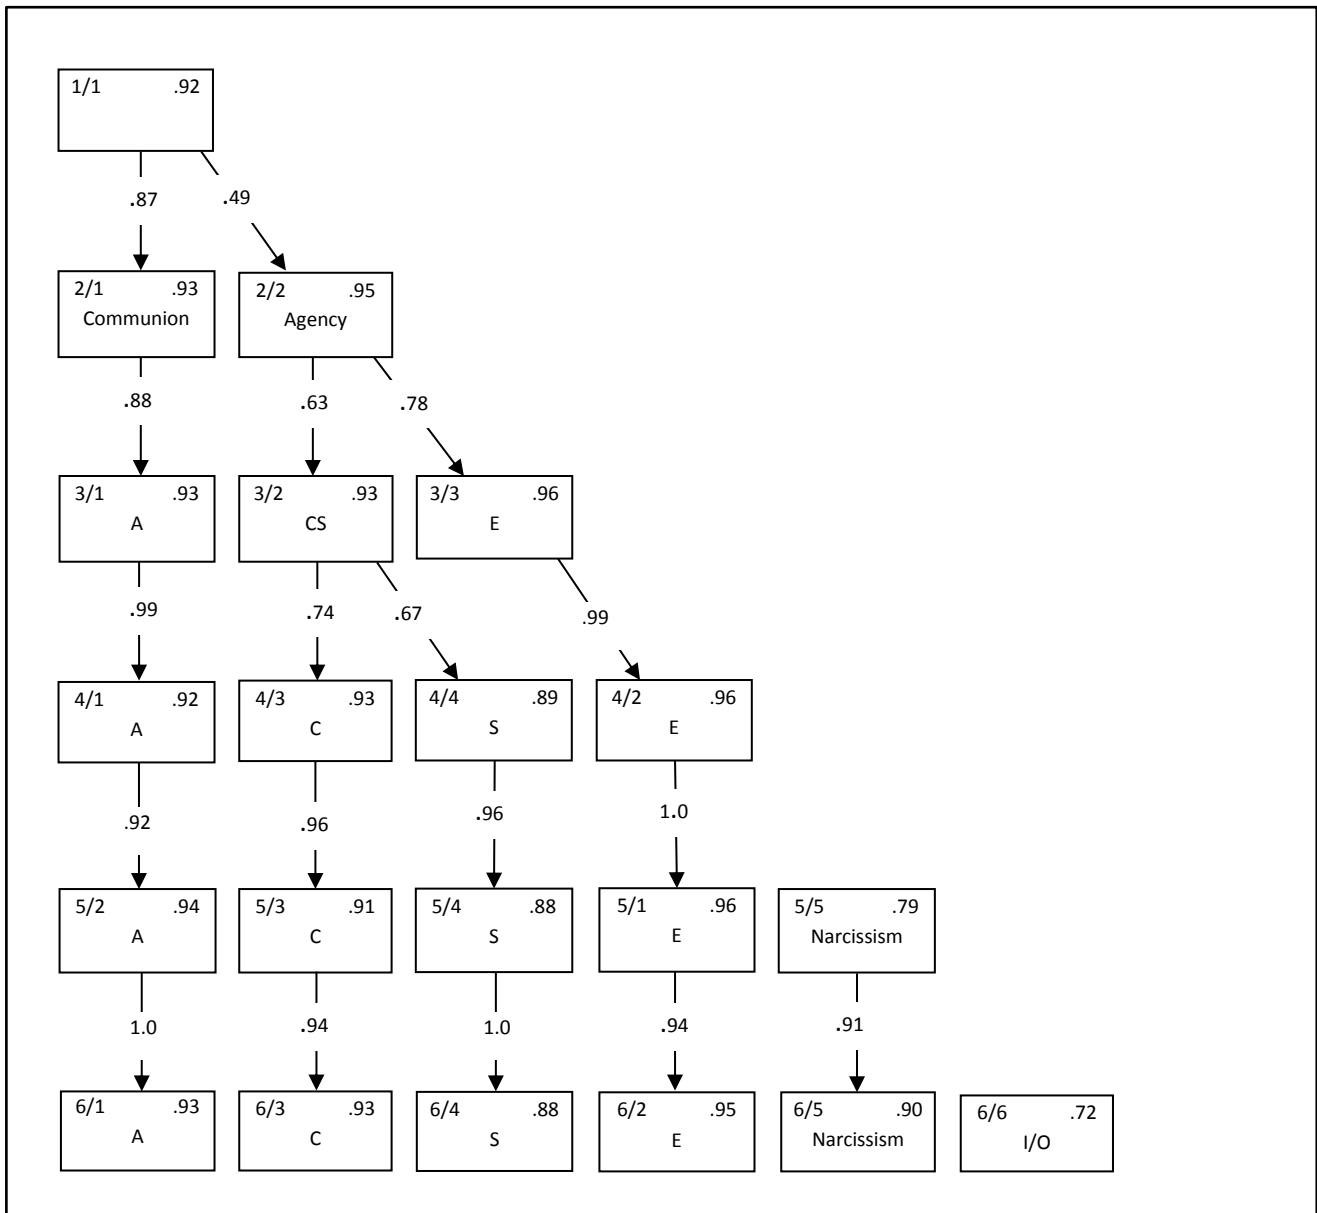 1/1 .92
.87 .49
2/1 .93 2/2 .95
Communion Agency
.88 .63 .78
3/1 .93 3/2 .93 3/3 .96
A CS E
.99 .74 .67 .99
4/1 .92 4/3 .93 4/4 .89 4/2 .96
A C S E
.92 .96 .96 1.0
5/2 .94 5/3 .91 5/4 .88 5/1 .96 5/5 .79
A C S E Narcissism
1.0 .94 1.0 .94 .91
6/1 .93 6/3 .93 6/4 .88 6/2 .95 6/5 .90 6/6 .72
A C S E Narcissism I/O